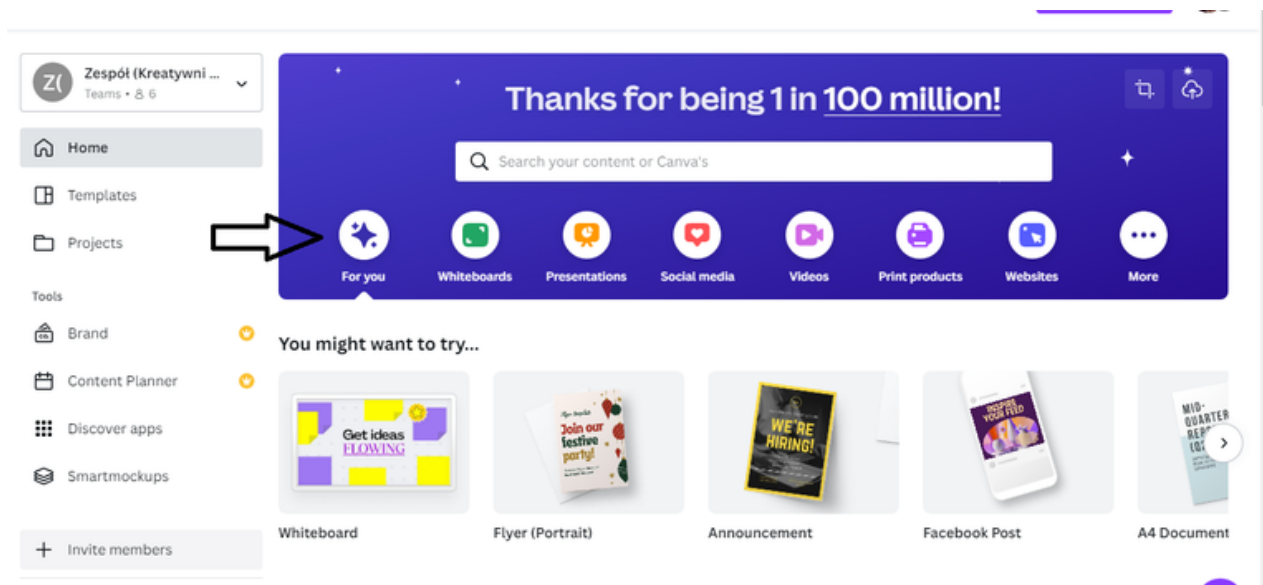 Z( Zespół (Kreatywni ...
Teams • 6
Home
Templates
Projects
Tools
Brand
Content Planner
Discover apps
Smartmockups
Invite members
Thanks for being 1 in 100 million!
Search your content or Canva's
For you Whiteboards Presentations Social media Videos Print products Websites More
You might want to try...
Get ideas
FLOWING
Whiteboard
Flyer template
Join our
festive
party!
Flyer (Portrait)
WE'RE
HIRING!
Announcement
INSPIRE
YOUR FEED
Facebook Post
MID-
QUARTER
A4 Document